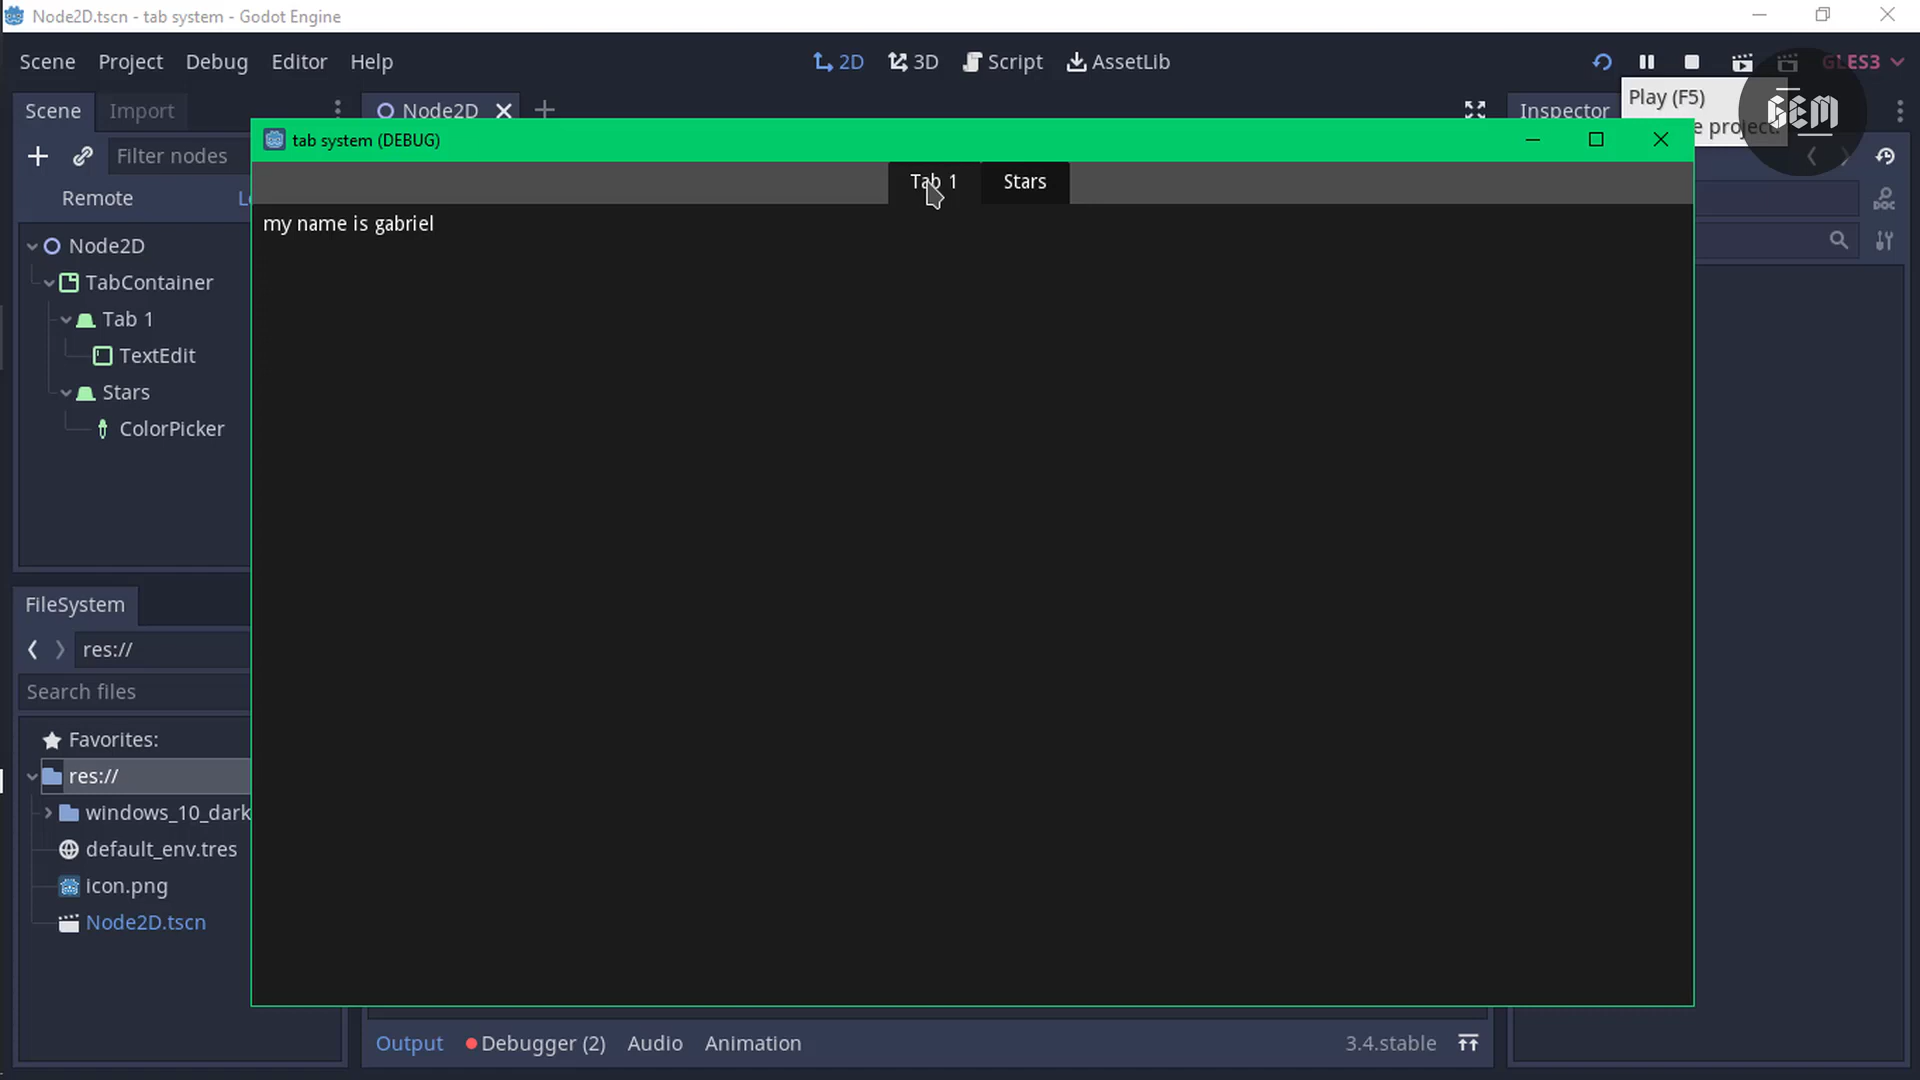 Node2D.tscn - tab system - Godot Engine
Scene Project Debug Editor Help
2D 3D Script AssetLib
GLES3
Scene Import
Node2D
Inspector
Play (F5)
e project.
GEM
tab system (DEBUG)
Filter nodes
Remote
Tab 1 Stars
my name is gabriel
DOC
Node2D
TabContainer
Tab 1
TextEdit
Stars
ColorPicker
FileSystem
res://
Search files
Favorites:
res://
windows_10_dark
default_env.tres
icon.png
Node2D.tscn
Output Debugger (2) Audio Animation
3.4.stable